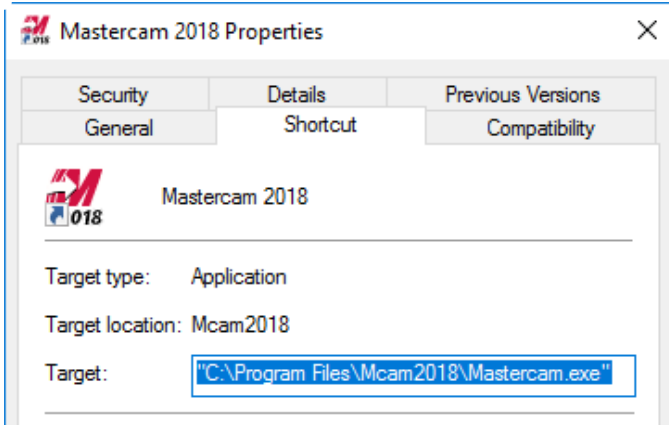 Mastercam 2018 Properties
Security Details Previous Versions
General Shortcut Compatibility
018 Mastercam 2018
Target type: Application
Target location: Mcam2018
Target: "C:\Program Files\Mcam2018\Mastercam.exe"